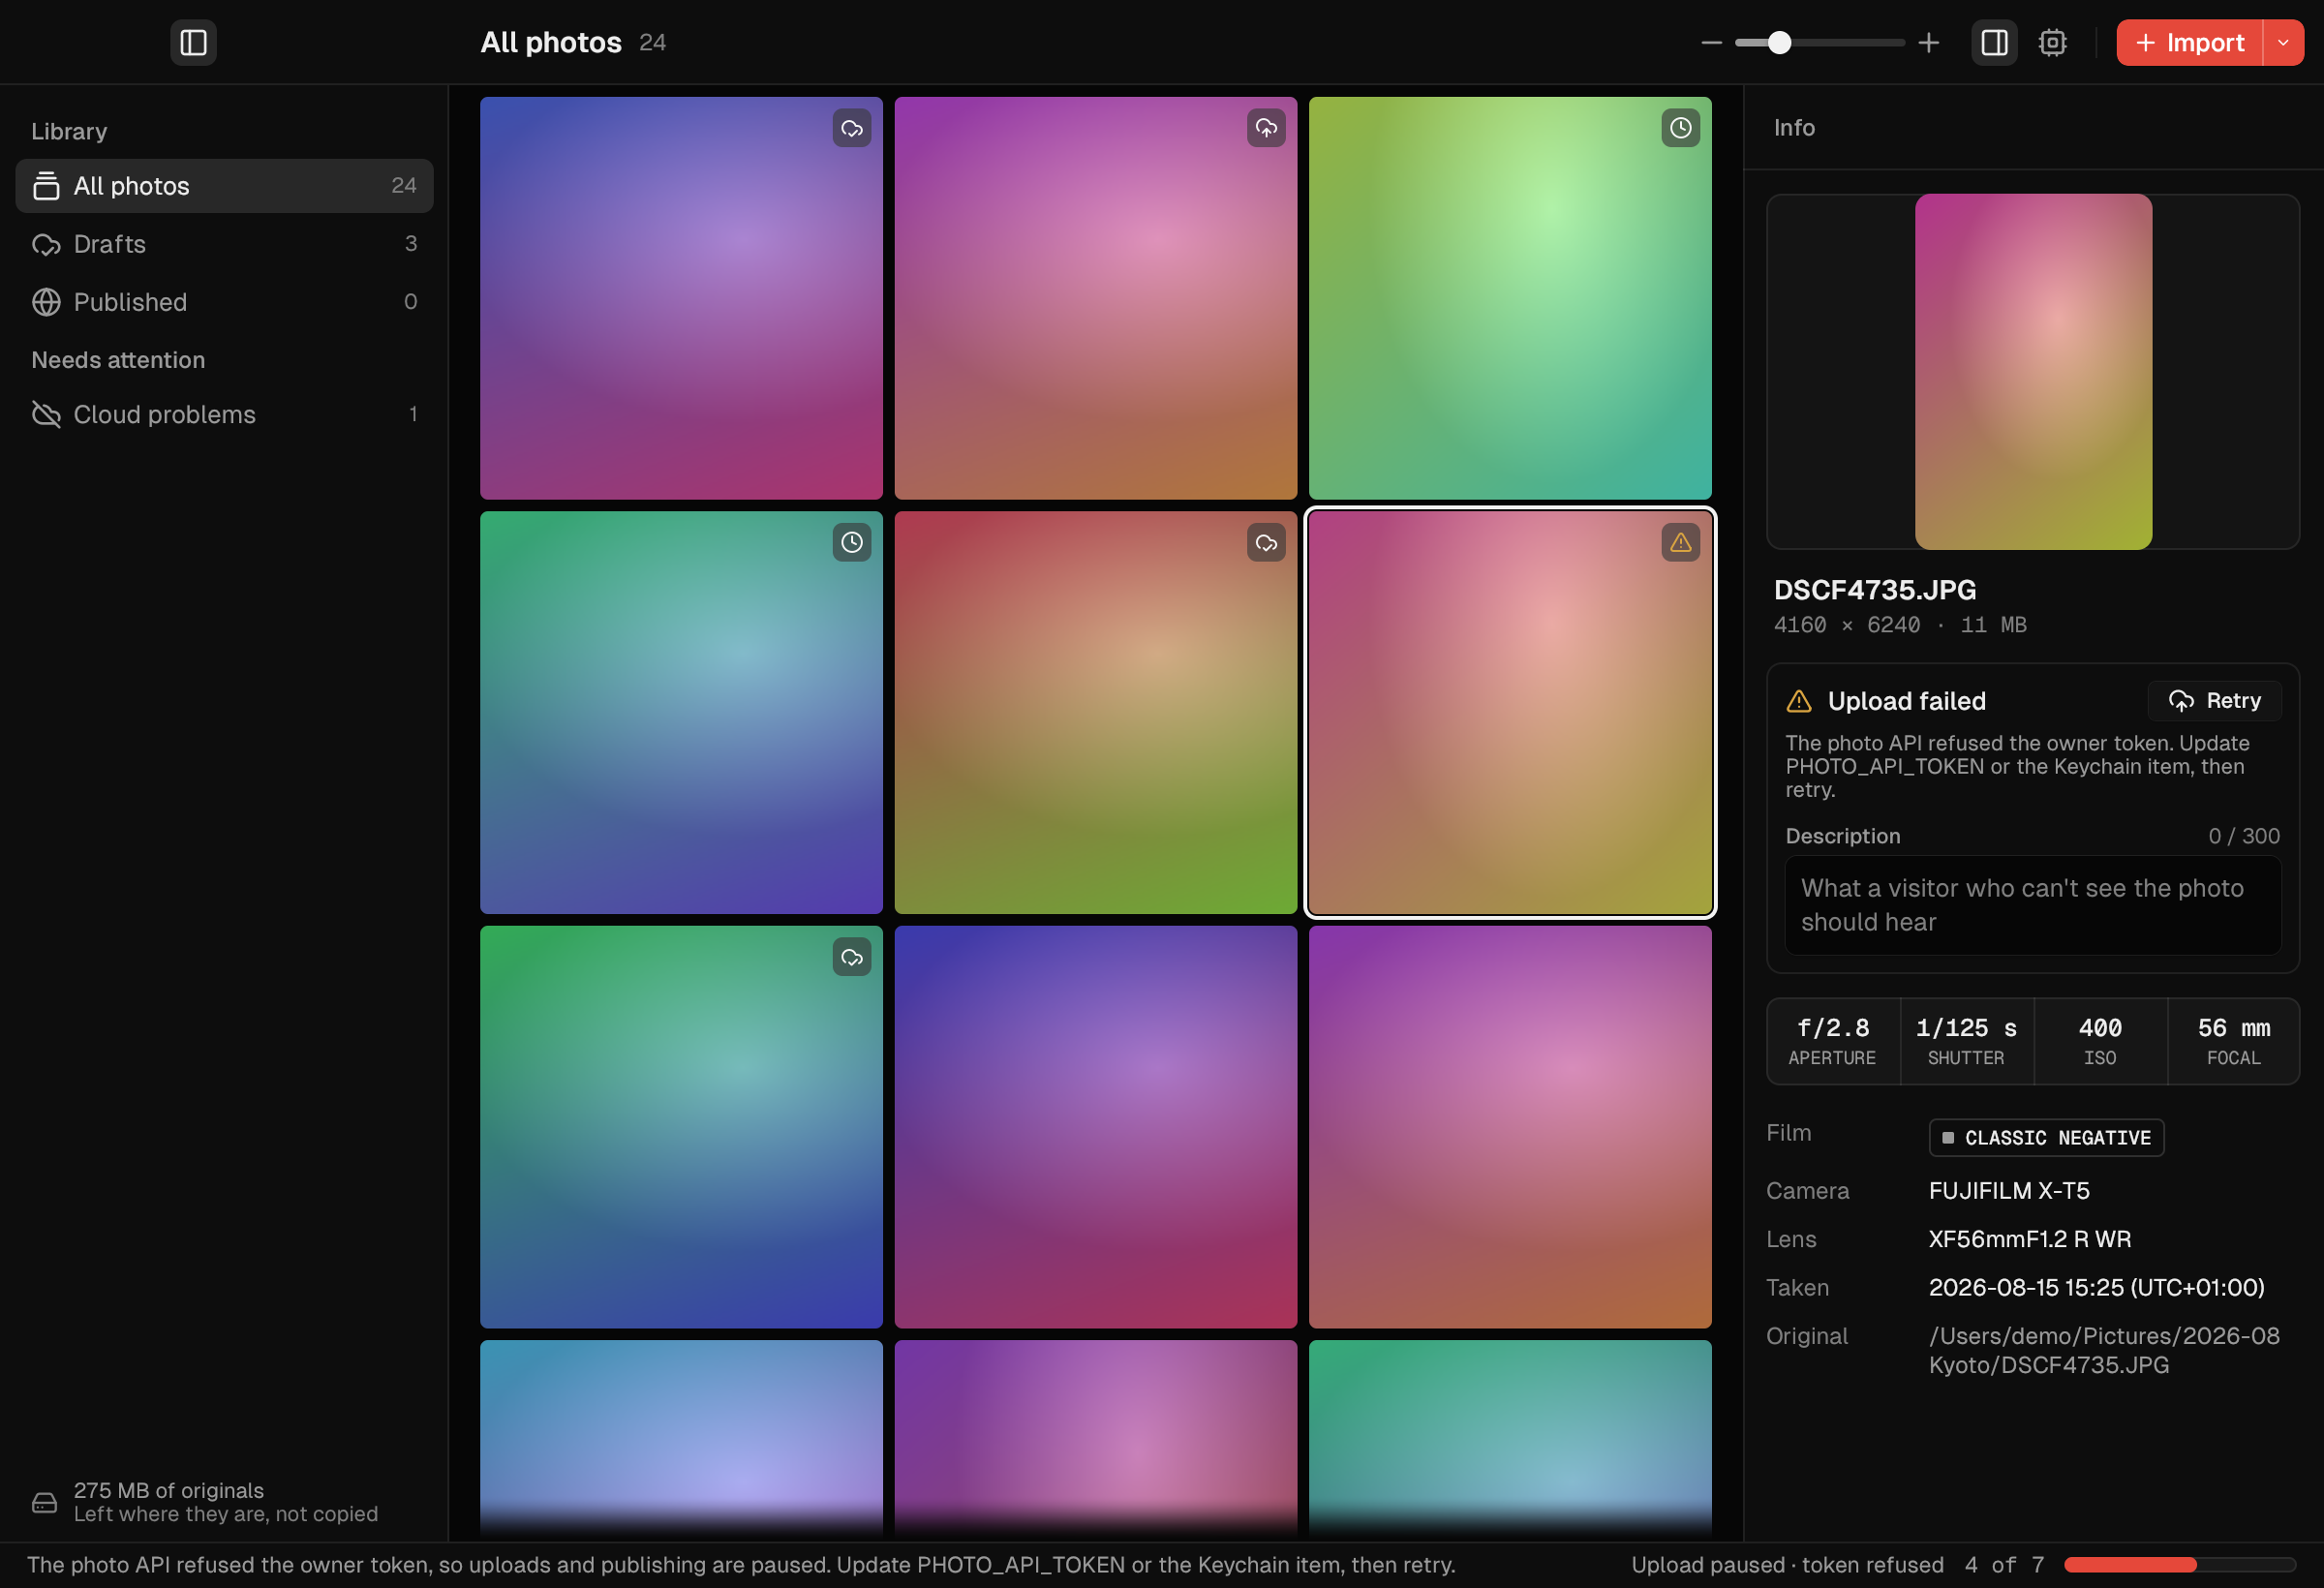 All photos 24
Import
Library
All photos 24
Drafts 3
Published 0
Needs attention
Cloud problems 1
275 MB of originals
Left where they are, not copied
Info
DSCF4735.JPG
4160 × 6240 · 11 MB
Upload failed
Retry
The photo API refused the owner token. Update
PHOTO_API_TOKEN or the Keychain item, then
retry.
Description 0 / 300
What a visitor who can't see the photo
should hear
f/2.8 1/125 s 400 56 mm
APERTURE SHUTTER ISO FOCAL
Film CLASSIC NEGATIVE
Camera FUJIFILM X-T5
Lens XF56mmF1.2 R WR
Taken 2026-08-15 15:25 (UTC+01:00)
Original /Users/demo/Pictures/2026-08
Kyoto/DSCF4735.JPG
The photo API refused the owner token, so uploads and publishing are paused. Update PHOTO_API_TOKEN or the Keychain item, then retry.
Upload paused · token refused 4 of 7